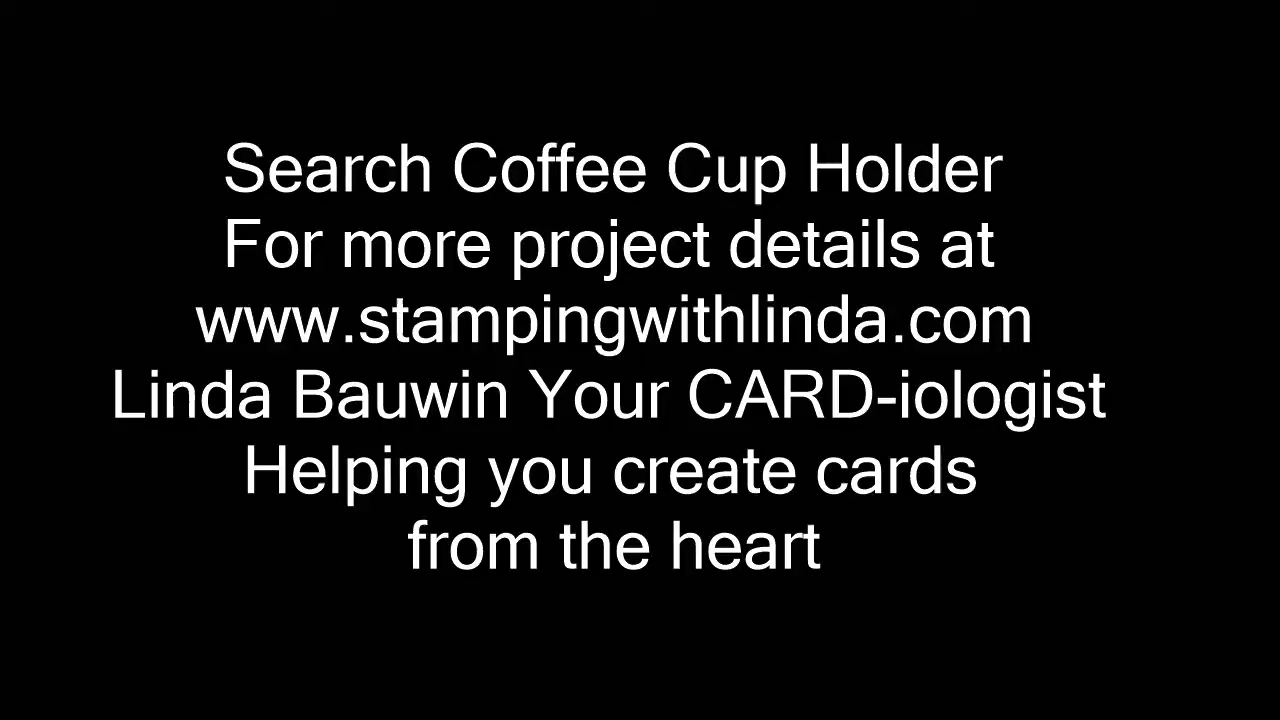 Search Coffee Cup Holder
For more project details at
www.stampingwithlinda.com
Linda Bauwin Your CARD-iologist
Helping you create cards
from the heart